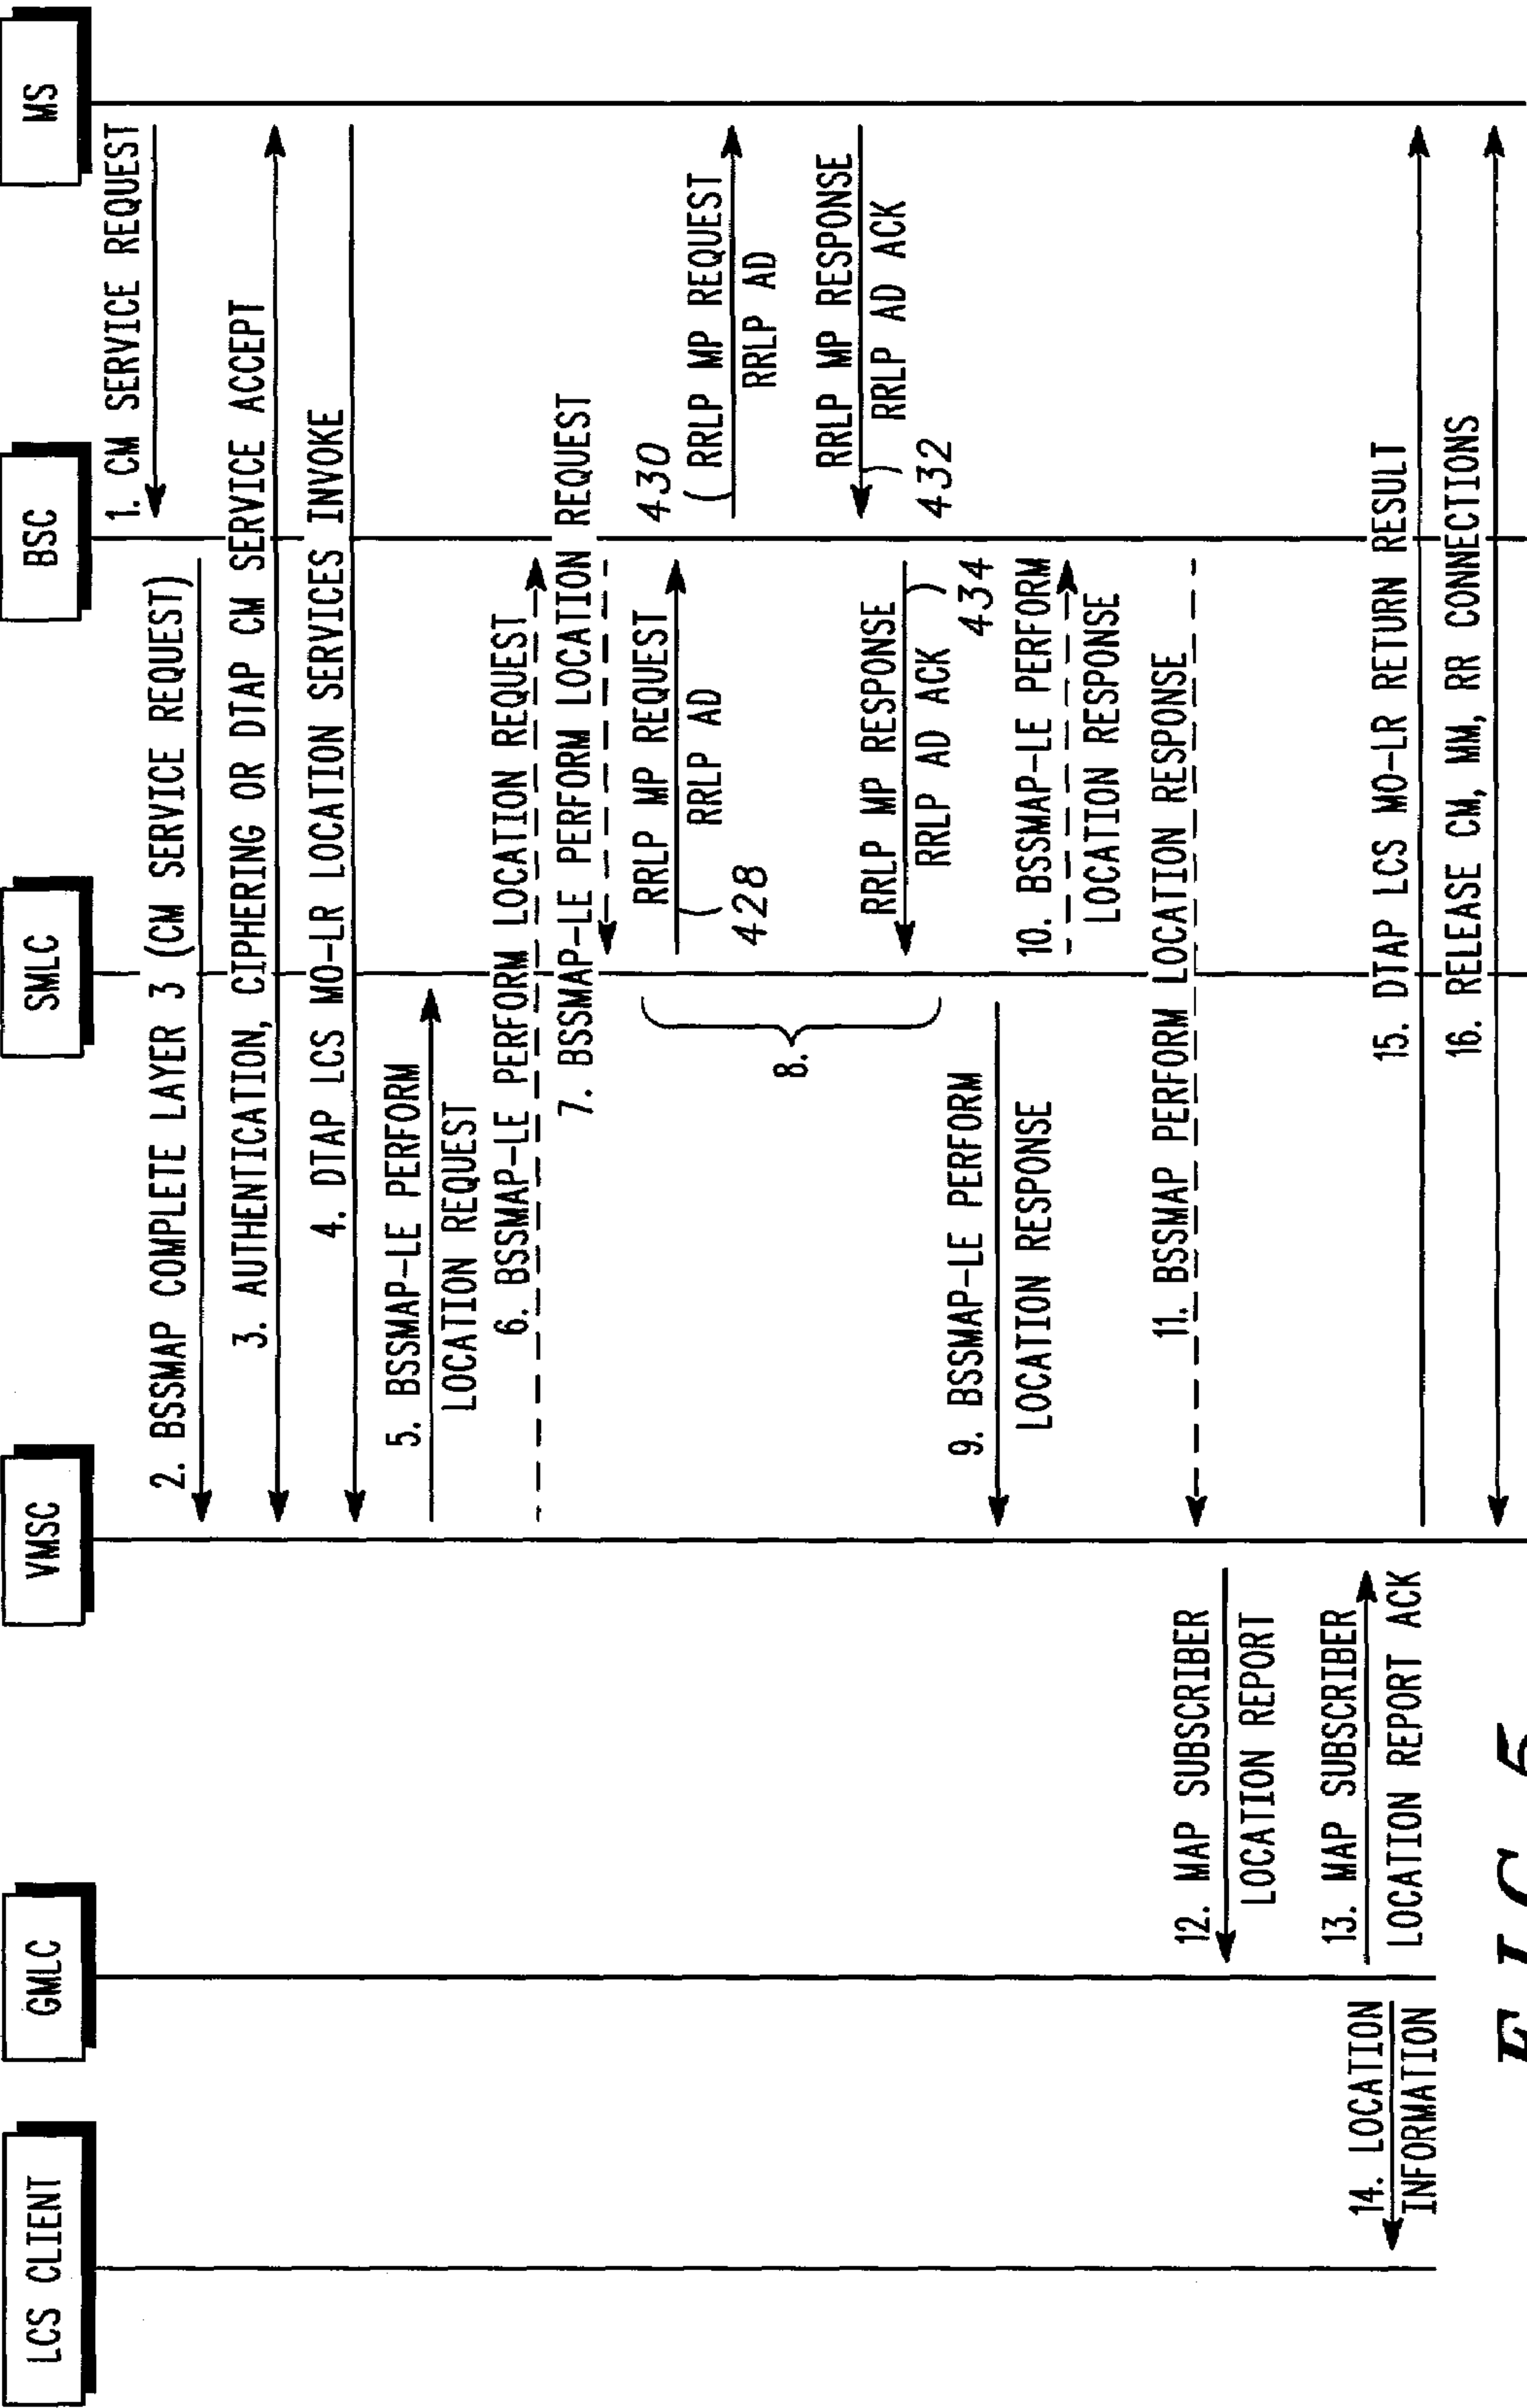 LCS CLIENT
GMLC
VMSC
SMLC
BSC
MS
1. CM SERVICE REQUEST
2. BSSMAP COMPLETE LAYER 3 (CM SERVICE REQUEST)
3. AUTHENTICATION, CIPHERING OR DTAP CM SERVICE ACCEPT
4. DTAP LCS MO-LR LOCATION SERVICES INVOKE
5. BSSMAP-LE PERFORM
LOCATION REQUEST
6. BSSMAP-LE PERFORM LOCATION REQUEST
7. BSSMAP-LE PERFORM LOCATION REQUEST
8.
RRLP MP REQUEST
RRLP AD
428
430
RRLP MP REQUEST
RRLP AD
RRLP MP RESPONSE
RRLP AD ACK
432
RRLP MP RESPONSE
RRLP AD ACK
434
9. BSSMAP-LE PERFORM
LOCATION RESPONSE
10. BSSMAP-LE PERFORM
LOCATION RESPONSE
11. BSSMAP PERFORM LOCATION RESPONSE
12. MAP SUBSCRIBER
LOCATION REPORT
13. MAP SUBSCRIBER
LOCATION REPORT ACK
14. LOCATION
INFORMATION
15. DTAP LCS MO-LR RETURN RESULT
16. RELEASE CM, MM, RR CONNECTIONS
FIG. 5